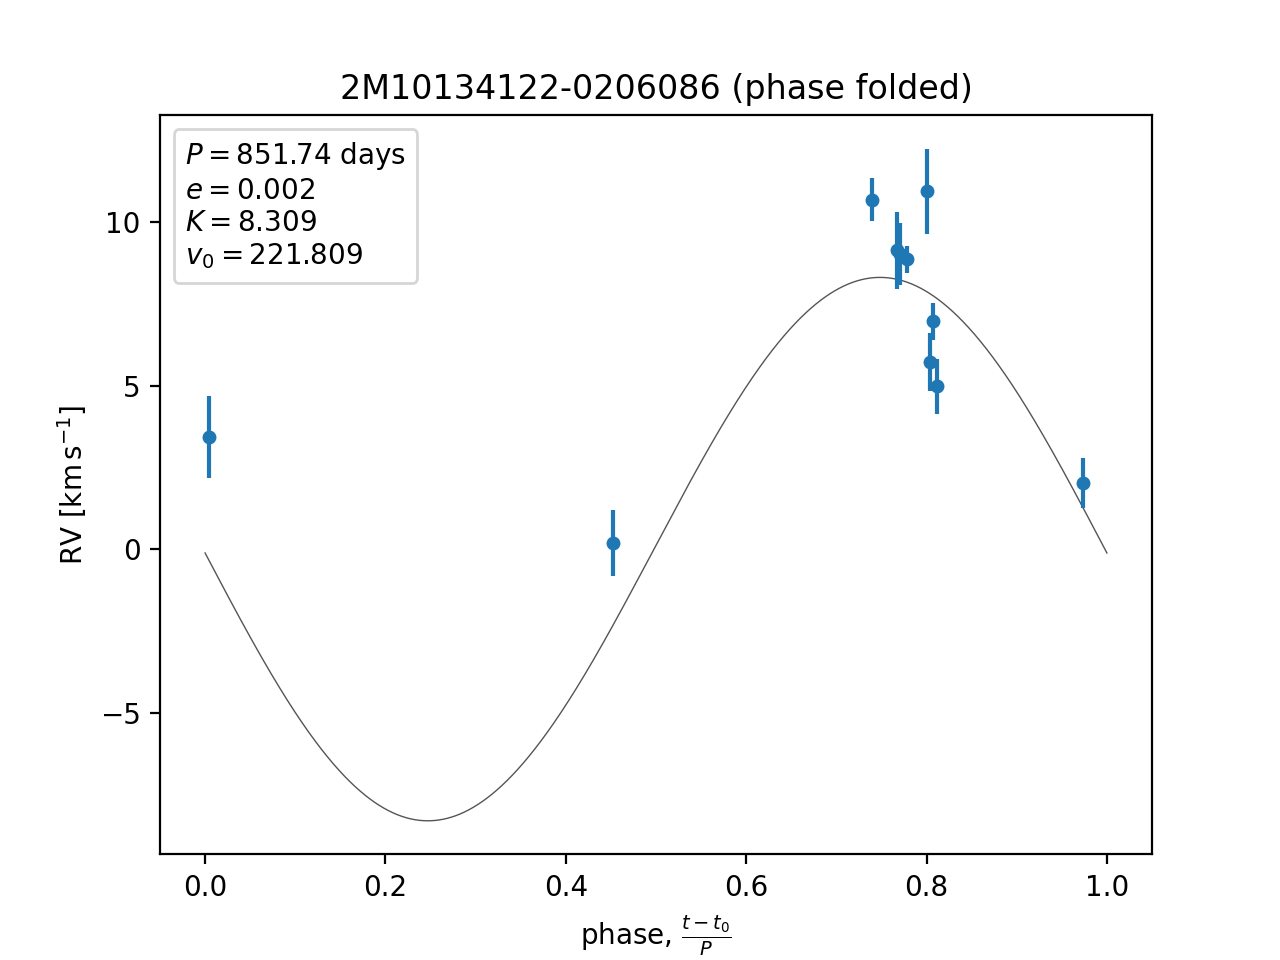 2M10134122-0206086 (phase folded)
P = 851.74 days
e = 0.002
K = 8.309
v₀ = 221.809
10
5
0
−5
RV [km s⁻¹]
0.0 0.2 0.4 0.6 0.8 1.0
phase, (t − t₀)/P